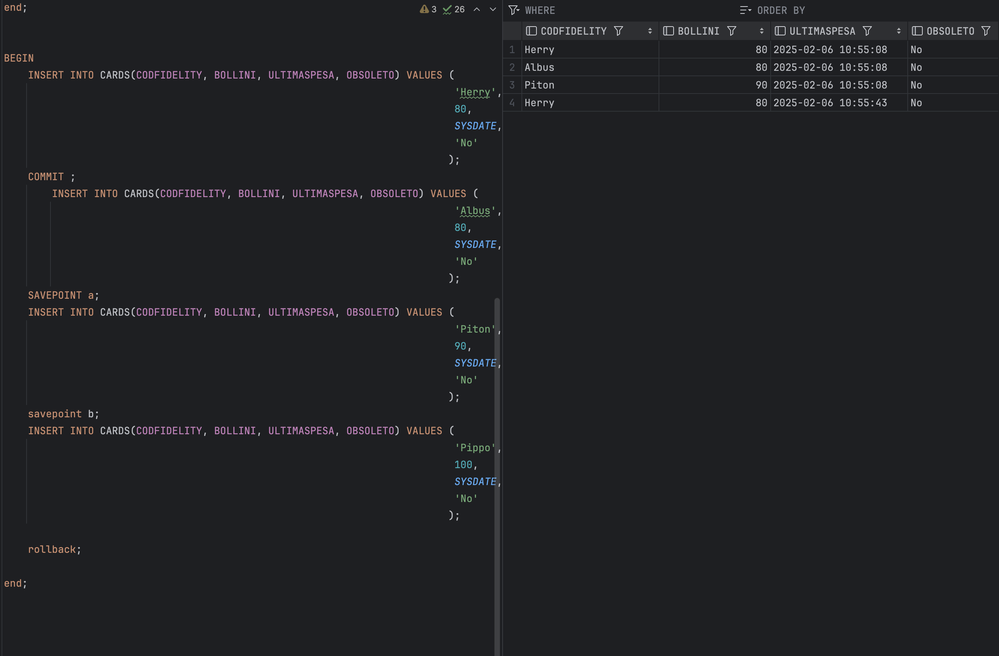 end;
3 26
BEGIN
INSERT INTO CARDS(CODFIDELITY, BOLLINI, ULTIMASPESA, OBSOLETO) VALUES (
'Herry',
80,
SYSDATE,
'No'
);
COMMIT ;
INSERT INTO CARDS(CODFIDELITY, BOLLINI, ULTIMASPESA, OBSOLETO) VALUES (
'Albus',
80,
SYSDATE,
'No'
);
SAVEPOINT a;
INSERT INTO CARDS(CODFIDELITY, BOLLINI, ULTIMASPESA, OBSOLETO) VALUES (
'Piton',
90,
SYSDATE,
'No'
);
savepoint b;
INSERT INTO CARDS(CODFIDELITY, BOLLINI, ULTIMASPESA, OBSOLETO) VALUES (
'Pippo',
100,
SYSDATE,
'No'
);
rollback;
end;
WHERE ORDER BY
CODFIDELITY BOLLINI ULTIMASPESA OBSOLETO
1 Herry 80 2025-02-06 10:55:08 No
2 Albus 80 2025-02-06 10:55:08 No
3 Piton 90 2025-02-06 10:55:08 No
4 Herry 80 2025-02-06 10:55:43 No